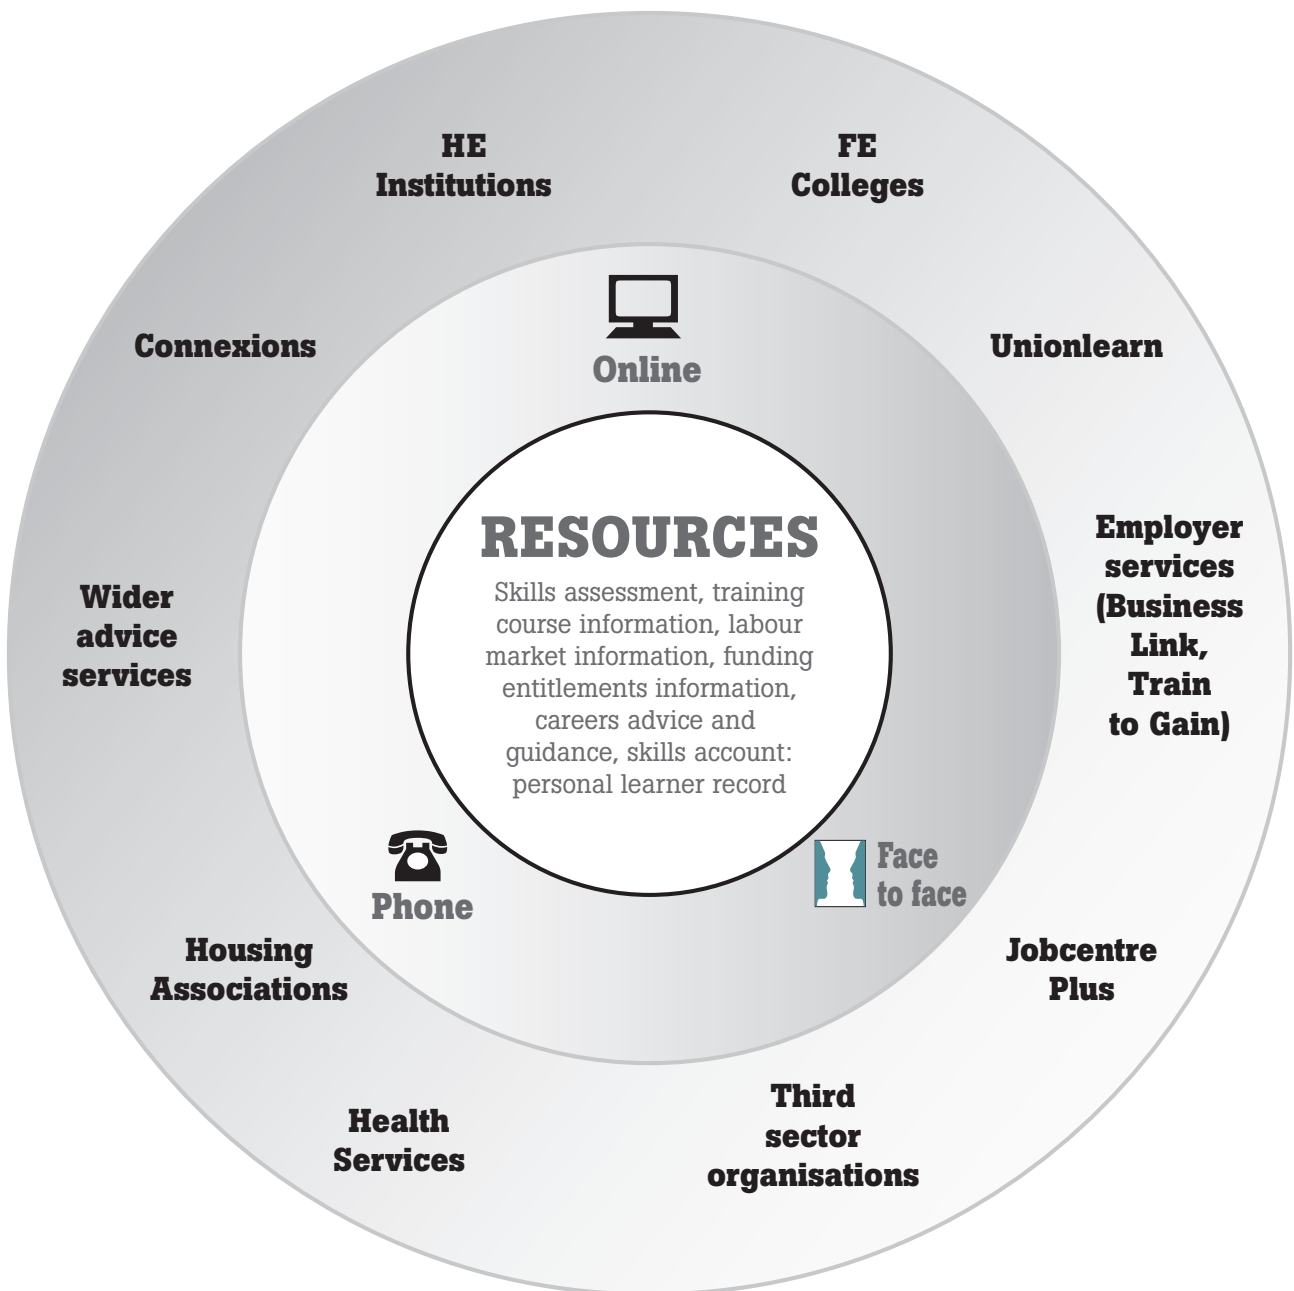 HE
Institutions
FE
Colleges
Connexions
Unionlearn
Online
RESOURCES
Skills assessment, training
course information, labour
market information, funding
entitlements information,
careers advice and
guidance, skills account:
personal learner record
Employer
services
(Business
Link,
Train
to Gain)
Wider
advice
services
Phone
Face
to face
Housing
Associations
Jobcentre
Plus
Health
Services
Third
sector
organisations